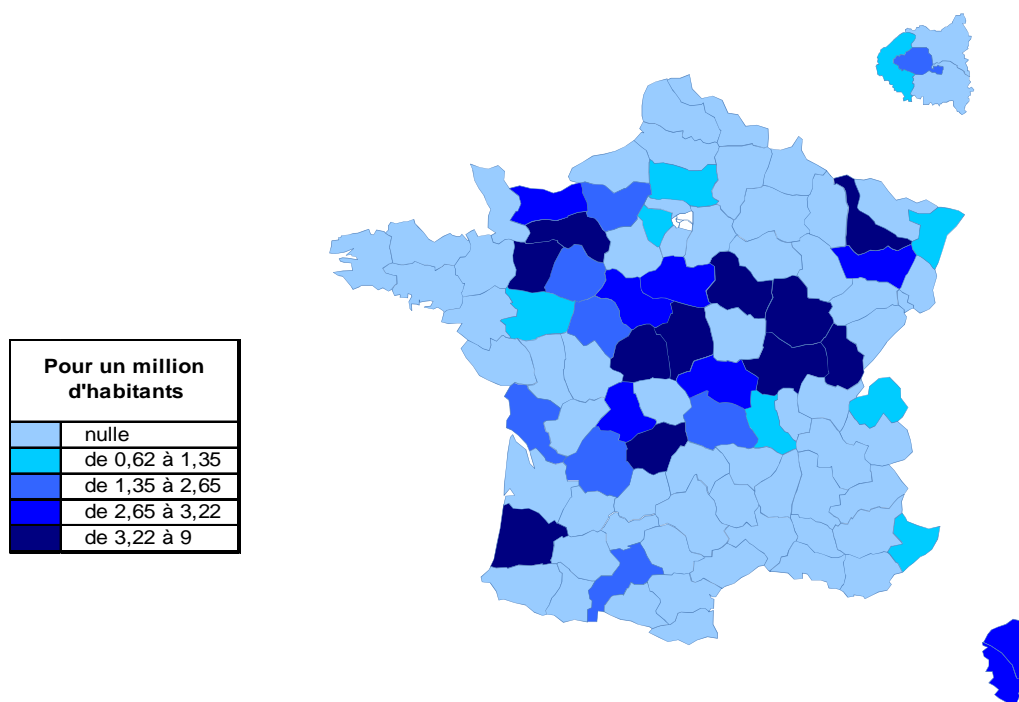 Pour un million
d'habitants
nulle
de 0,62 à 1,35
de 1,35 à 2,65
de 2,65 à 3,22
de 3,22 à 9